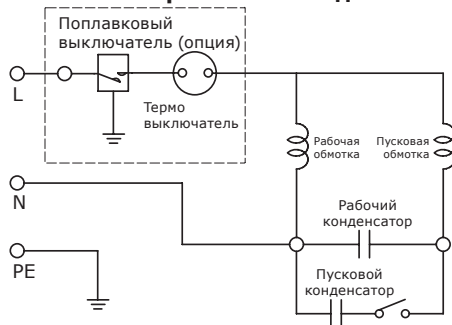 Поплавковый
выключатель (опция)
L
Термо
выключатель
Рабочая
обмотка
Пусковая
обмотка
N
Рабочий
конденсатор
PE
Пусковой
конденсатор